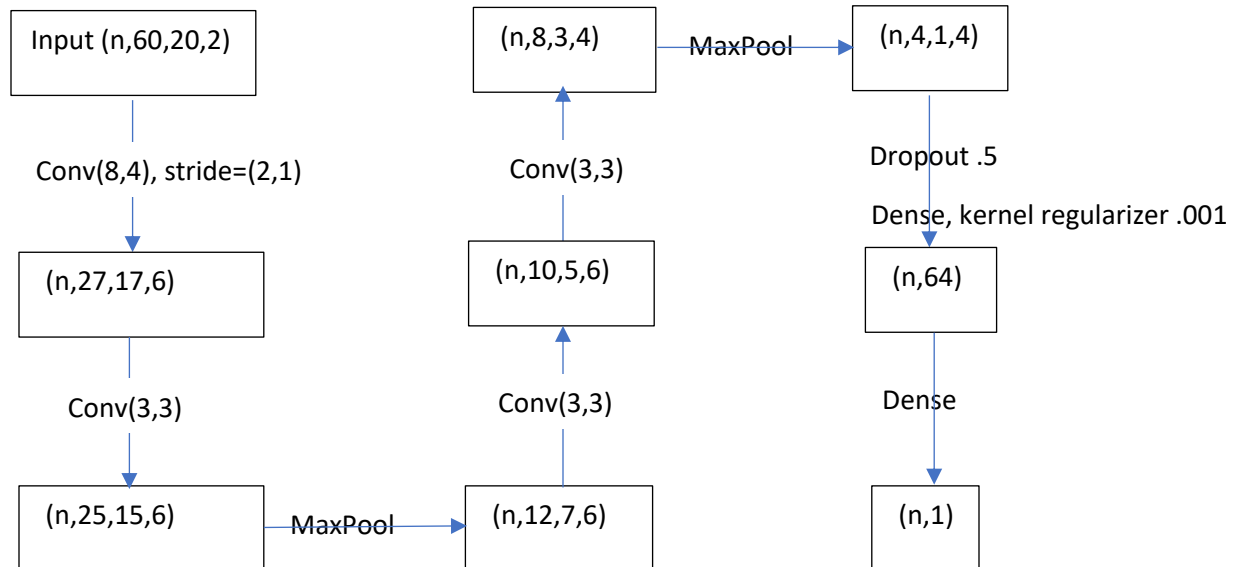 Input (n,60,20,2)
Conv(8,4), stride=(2,1)
(n,27,17,6)
Conv(3,3)
(n,25,15,6)
MaxPool
(n,12,7,6)
Conv(3,3)
(n,10,5,6)
Conv(3,3)
(n,8,3,4)
MaxPool
(n,4,1,4)
Dropout .5
Dense, kernel regularizer .001
(n,64)
Dense
(n,1)